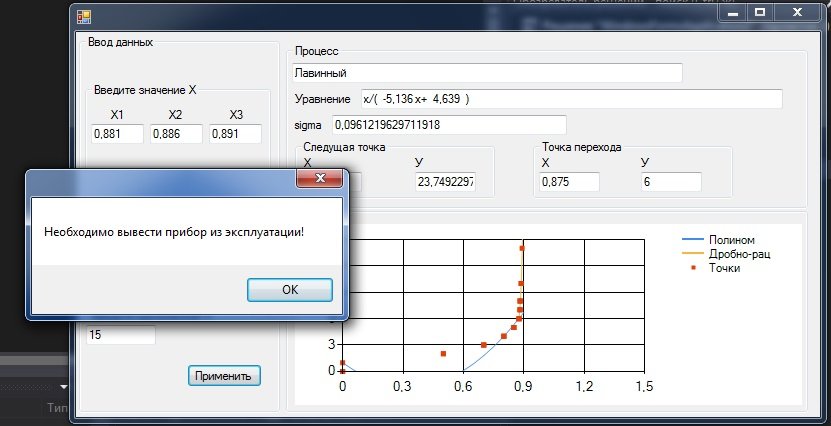 Ввод данных
Введите значение X
X1 X2 X3
0,881 0,886 0,891
Процесс
Лавинный
Уравнение x/( -5,136x+ 4,639 )
sigma 0,0961219629711918
Следущая точка
X У
23,7492297
Точка перехода
X У
0,875 6
Необходимо вывести прибор из эксплуатации!
OK
15
Применить
3
0
0 0,3 0,6 0,9 1,2 1,5
Полином
Дробно-рац
Точки
Тип